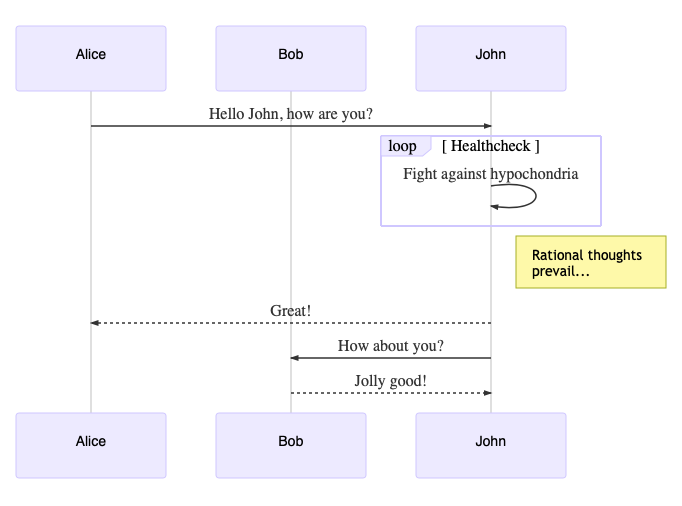 Alice
Bob
John
Hello John, how are you?
loop
[ Healthcheck ]
Fight against hypochondria
Rational thoughts
prevail...
Great!
How about you?
Jolly good!
Alice
Bob
John